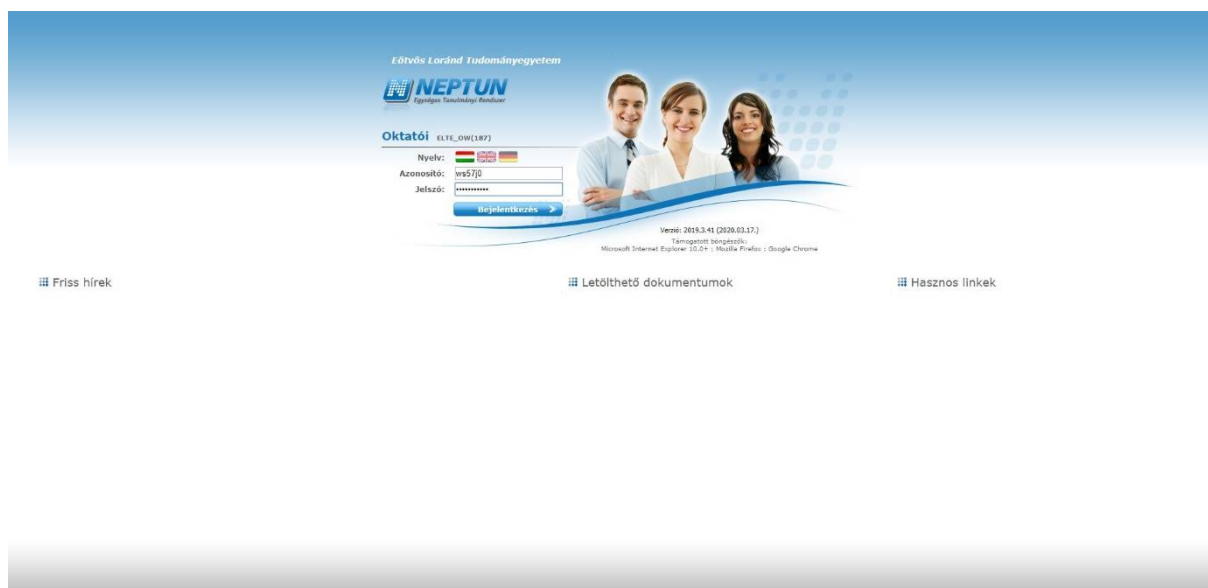 Eötvös Loránd Tudományegyetem
NEPTUN
Egységes Tanulmányi Rendszer
Oktatói ELTE_OW(187)
Nyelv:
Azonosító: ws57j0
Jelszó: •••••••••••
Bejelentkezés
Verzió: 2019.3.41 (2020.03.17.)
Támogatott böngészők:
Microsoft Internet Explorer 10.0+ ; Mozilla Firefox ; Google Chrome
Friss hírek
Letölthető dokumentumok
Hasznos linkek